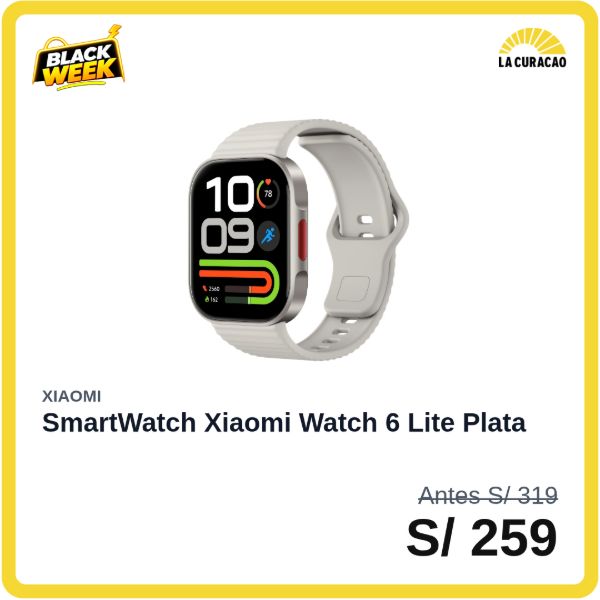 BLACK
WEEK
LA CURACAO
10
78
09
2560
162
XIAOMI
SmartWatch Xiaomi Watch 6 Lite Plata
Antes S/ 319
S/ 259